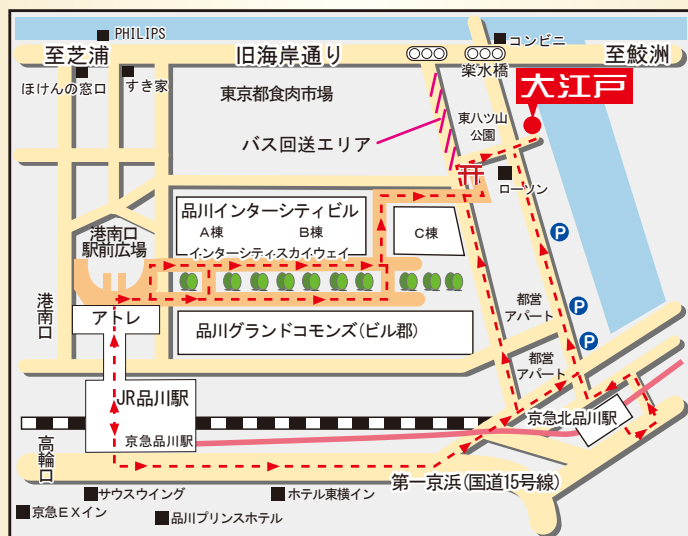 PHILIPS
至芝浦
旧海岸通り
コンビニ
至鮫洲
ほけんの窓口
すき家
楽水橋
東京都食肉市場
大江戸
東八ツ山
公園
バス回送エリア
ローソン
品川インターシティビル
A棟
B棟
C棟
インターシティスカイウェイ
港南口
駅前広場
P
港南口
アトレ
品川グランドコモンズ(ビル郡)
都営
アパート
P
P
都営
アパート
JR品川駅
京急品川駅
京急北品川駅
高輪口
第一京浜(国道15号線)
サウスウイング
ホテル東横イン
京急EXイン
品川プリンスホテル